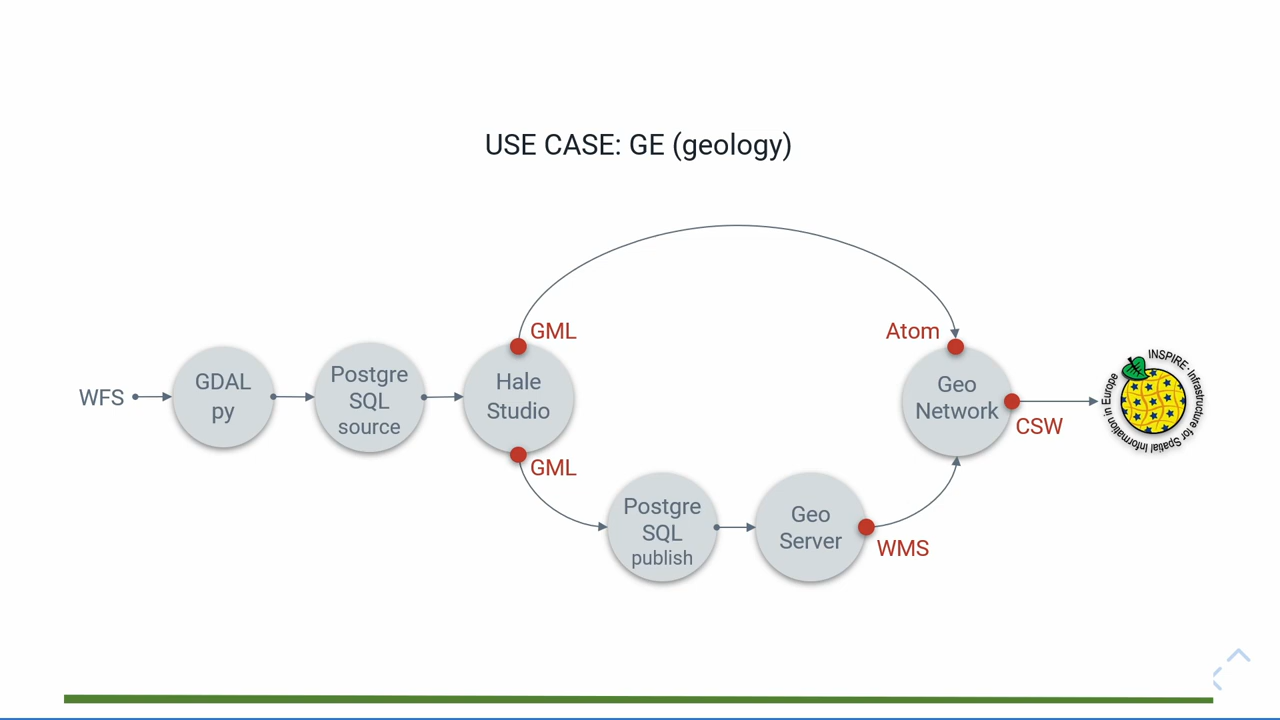 USE CASE: GE (geology)
GML
Atom
WFS
GDAL
py
Postgre
SQL
source
Hale
Studio
Geo
Network
CSW
INSPIRE · Infrastructure for Spatial Information in Europe
GML
Postgre
SQL
publish
Geo
Server
WMS